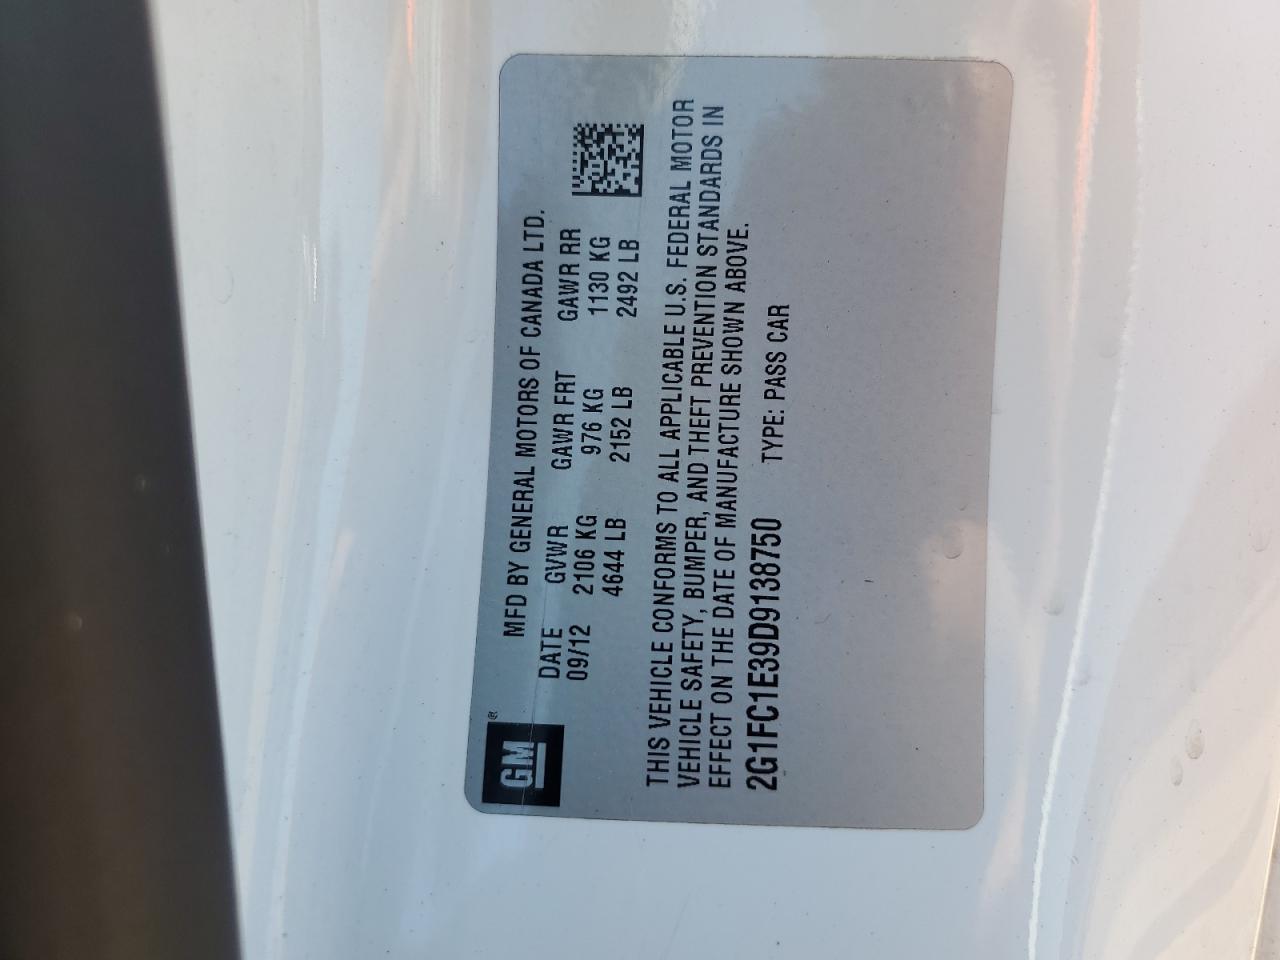 GM ®
MFD BY GENERAL MOTORS OF CANADA LTD.
DATE GVWR GAWR FRT GAWR RR
09/12 2106 KG 976 KG 1130 KG
4644 LB 2152 LB 2492 LB
THIS VEHICLE CONFORMS TO ALL APPLICABLE U.S. FEDERAL MOTOR
VEHICLE SAFETY, BUMPER, AND THEFT PREVENTION STANDARDS IN
EFFECT ON THE DATE OF MANUFACTURE SHOWN ABOVE.
2G1FC1E39D9138750 TYPE: PASS CAR